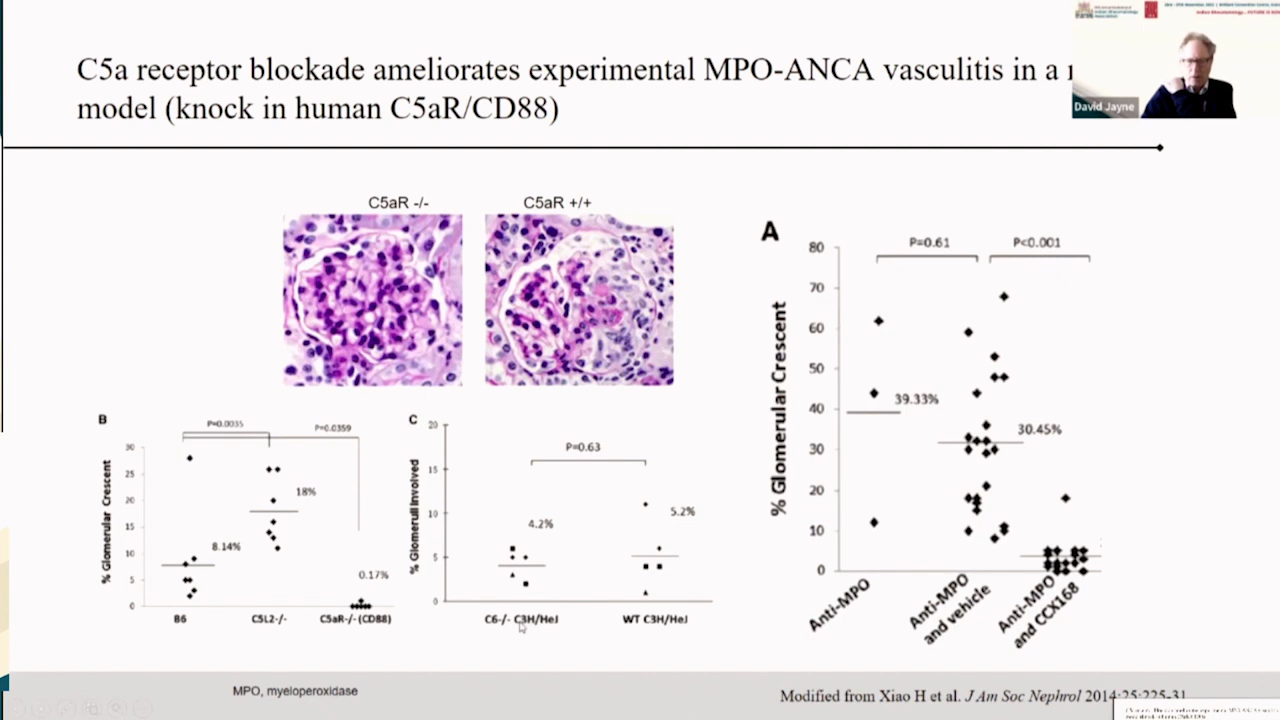 C5a receptor blockade ameliorates experimental MPO-ANCA vasculitis in a
model (knock in human C5aR/CD88)
David Jayne
C5aR -/-
C5aR +/+
A
% Glomerular Crescent
80
70
60
50
40
30
20
10
0
P=0.61
P<0.001
39.33%
30.45%
Anti-MPO
Anti-MPO
and vehicle
Anti-MPO
and CCX168
B
% Glomerular Crescent
30
25
20
15
10
5
0
P=0.0035
P=0.0359
8.14%
18%
0.17%
B6
C5L2-/-
C5aR-/- (CD88)
C
% Glomeruli Involved
20
15
10
5
0
P=0.63
4.2%
5.2%
C6-/- C3H/HeJ
WT C3H/HeJ
MPO, myeloperoxidase
Modified from Xiao H et al. J Am Soc Nephrol 2014;25:225-31